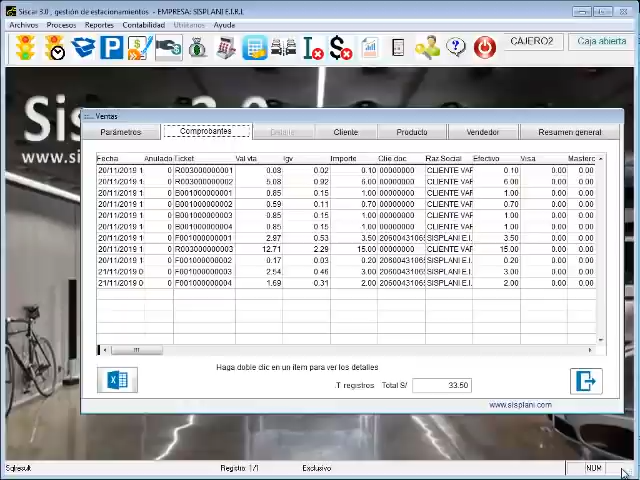 Siscar 3.0 , gestión de estacionamientos - EMPRESA: SISPLANI E.I.R.L
Archivos Procesos Reportes Contabilidad Utilitarios Ayuda
CAJERO2 Caja abierta
::... Ventas
Parámetros Comprobantes Detalle Cliente Producto Vendedor Resumen general
Fecha Anulado Ticket Val vta Igv Importe Clie doc Raz Social Efectivo Visa Masterc
20/11/2019 1 0 R003000000001 0.08 0.02 0.10 00000000 CLIENTE VAR 0.10 0.00 0.00
20/11/2019 1 0 R003000000002 5.08 0.92 6.00 00000000 CLIENTE VAR 6.00 0.00 0.00
20/11/2019 1 0 B001000000001 0.85 0.15 1.00 00000000 CLIENTE VAR 1.00 0.00 0.00
20/11/2019 1 0 B001000000002 0.59 0.11 0.70 00000000 CLIENTE VAR 0.70 0.00 0.00
20/11/2019 1 0 B001000000003 0.85 0.15 1.00 00000000 CLIENTE VAR 1.00 0.00 0.00
20/11/2019 1 0 B001000000004 0.85 0.15 1.00 00000000 CLIENTE VAR 1.00 0.00 0.00
20/11/2019 1 0 F001000000001 2.97 0.53 3.50 2060043106 SISPLANI E.I. 3.50 0.00 0.00
20/11/2019 1 0 R003000000003 12.71 2.29 15.00 00000000 CLIENTE VAR 15.00 0.00 0.00
20/11/2019 1 0 F001000000002 0.17 0.03 0.20 2060043106 SISPLANI E.I. 0.20 0.00 0.00
21/11/2019 0 0 F001000000003 2.54 0.46 3.00 2060043106 SISPLANI E.I. 3.00 0.00 0.00
21/11/2019 0 0 F001000000004 1.69 0.31 2.00 2060043106 SISPLANI E.I. 2.00 0.00 0.00
Haga doble clic en un item para ver los detalles
.T registros Total S/ 33.50
www.sisplani.com
Sqlresult Registro: 1/1 Exclusivo NUM